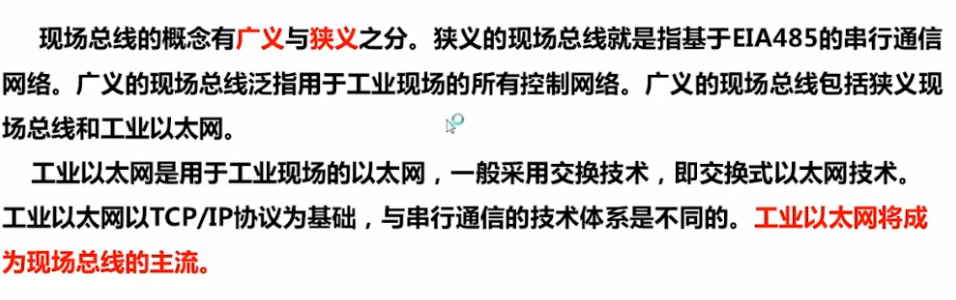 现场总线的概念有广义与狭义之分。狭义的现场总线就是指基于EIA485的串行通信
网络。广义的现场总线泛指用于工业现场的所有控制网络。广义的现场总线包括狭义现
场总线和工业以太网。
工业以太网是用于工业现场的以太网，一般采用交换技术，即交换式以太网技术。
工业以太网以TCP/IP协议为基础，与串行通信的技术体系是不同的。工业以太网将成
为现场总线的主流。